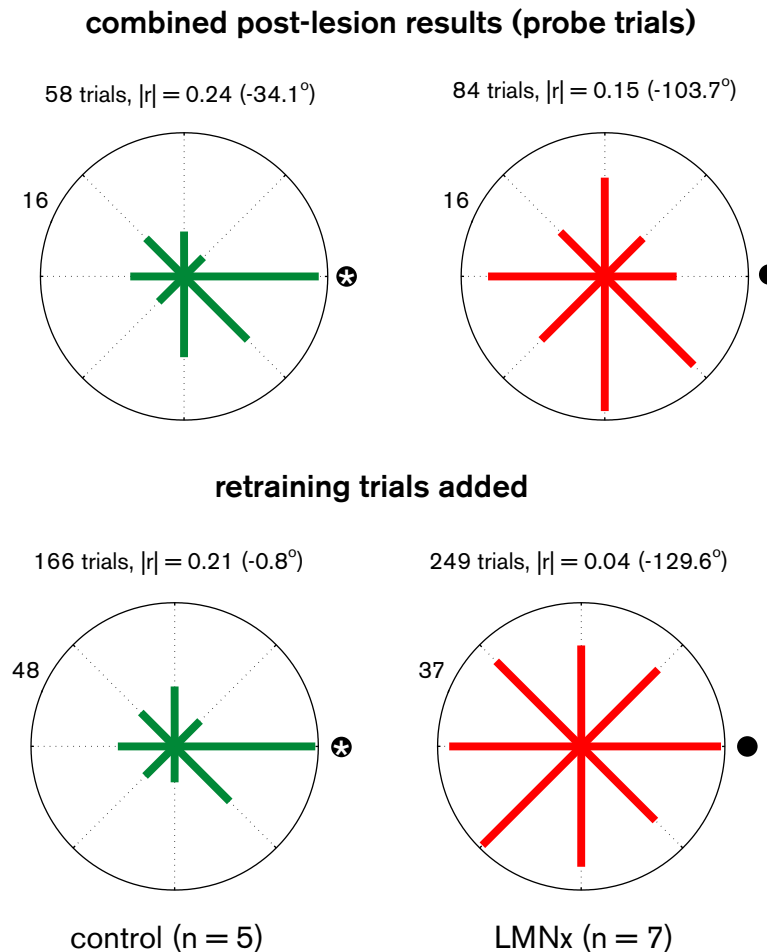 combined post-lesion results (probe trials)
58 trials, |r| = 0.24 (-34.1°)
84 trials, |r| = 0.15 (-103.7°)
16
16
retraining trials added
166 trials, |r| = 0.21 (-0.8°)
249 trials, |r| = 0.04 (-129.6°)
48
37
control (n = 5)
LMNx (n = 7)